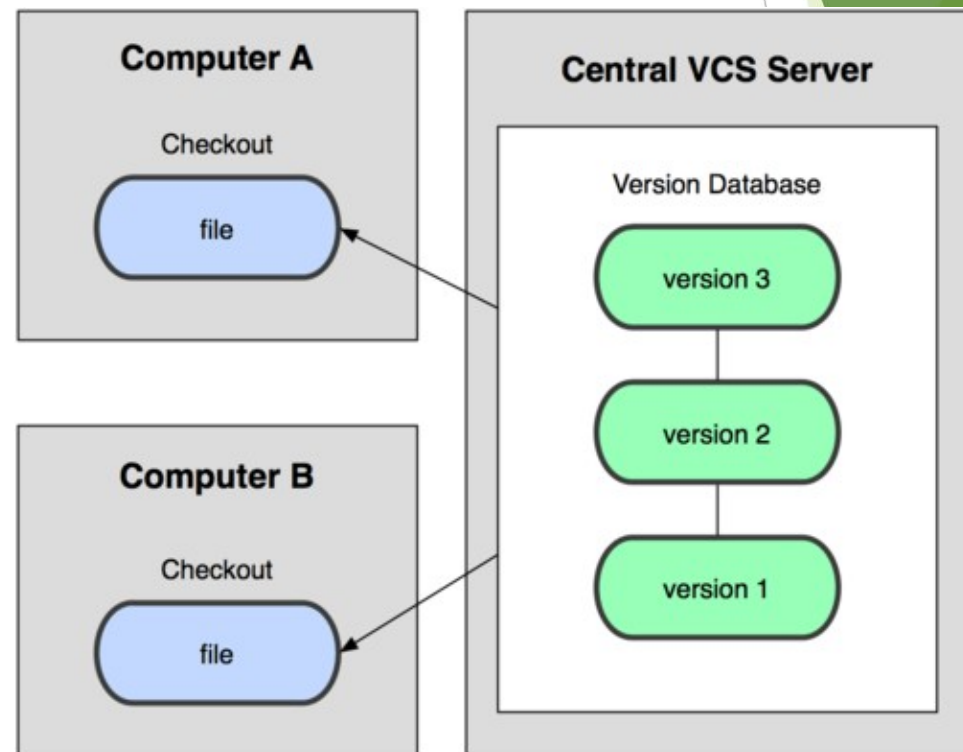 Computer A
Checkout
file
Computer B
Checkout
file
Central VCS Server
Version Database
version 3
version 2
version 1